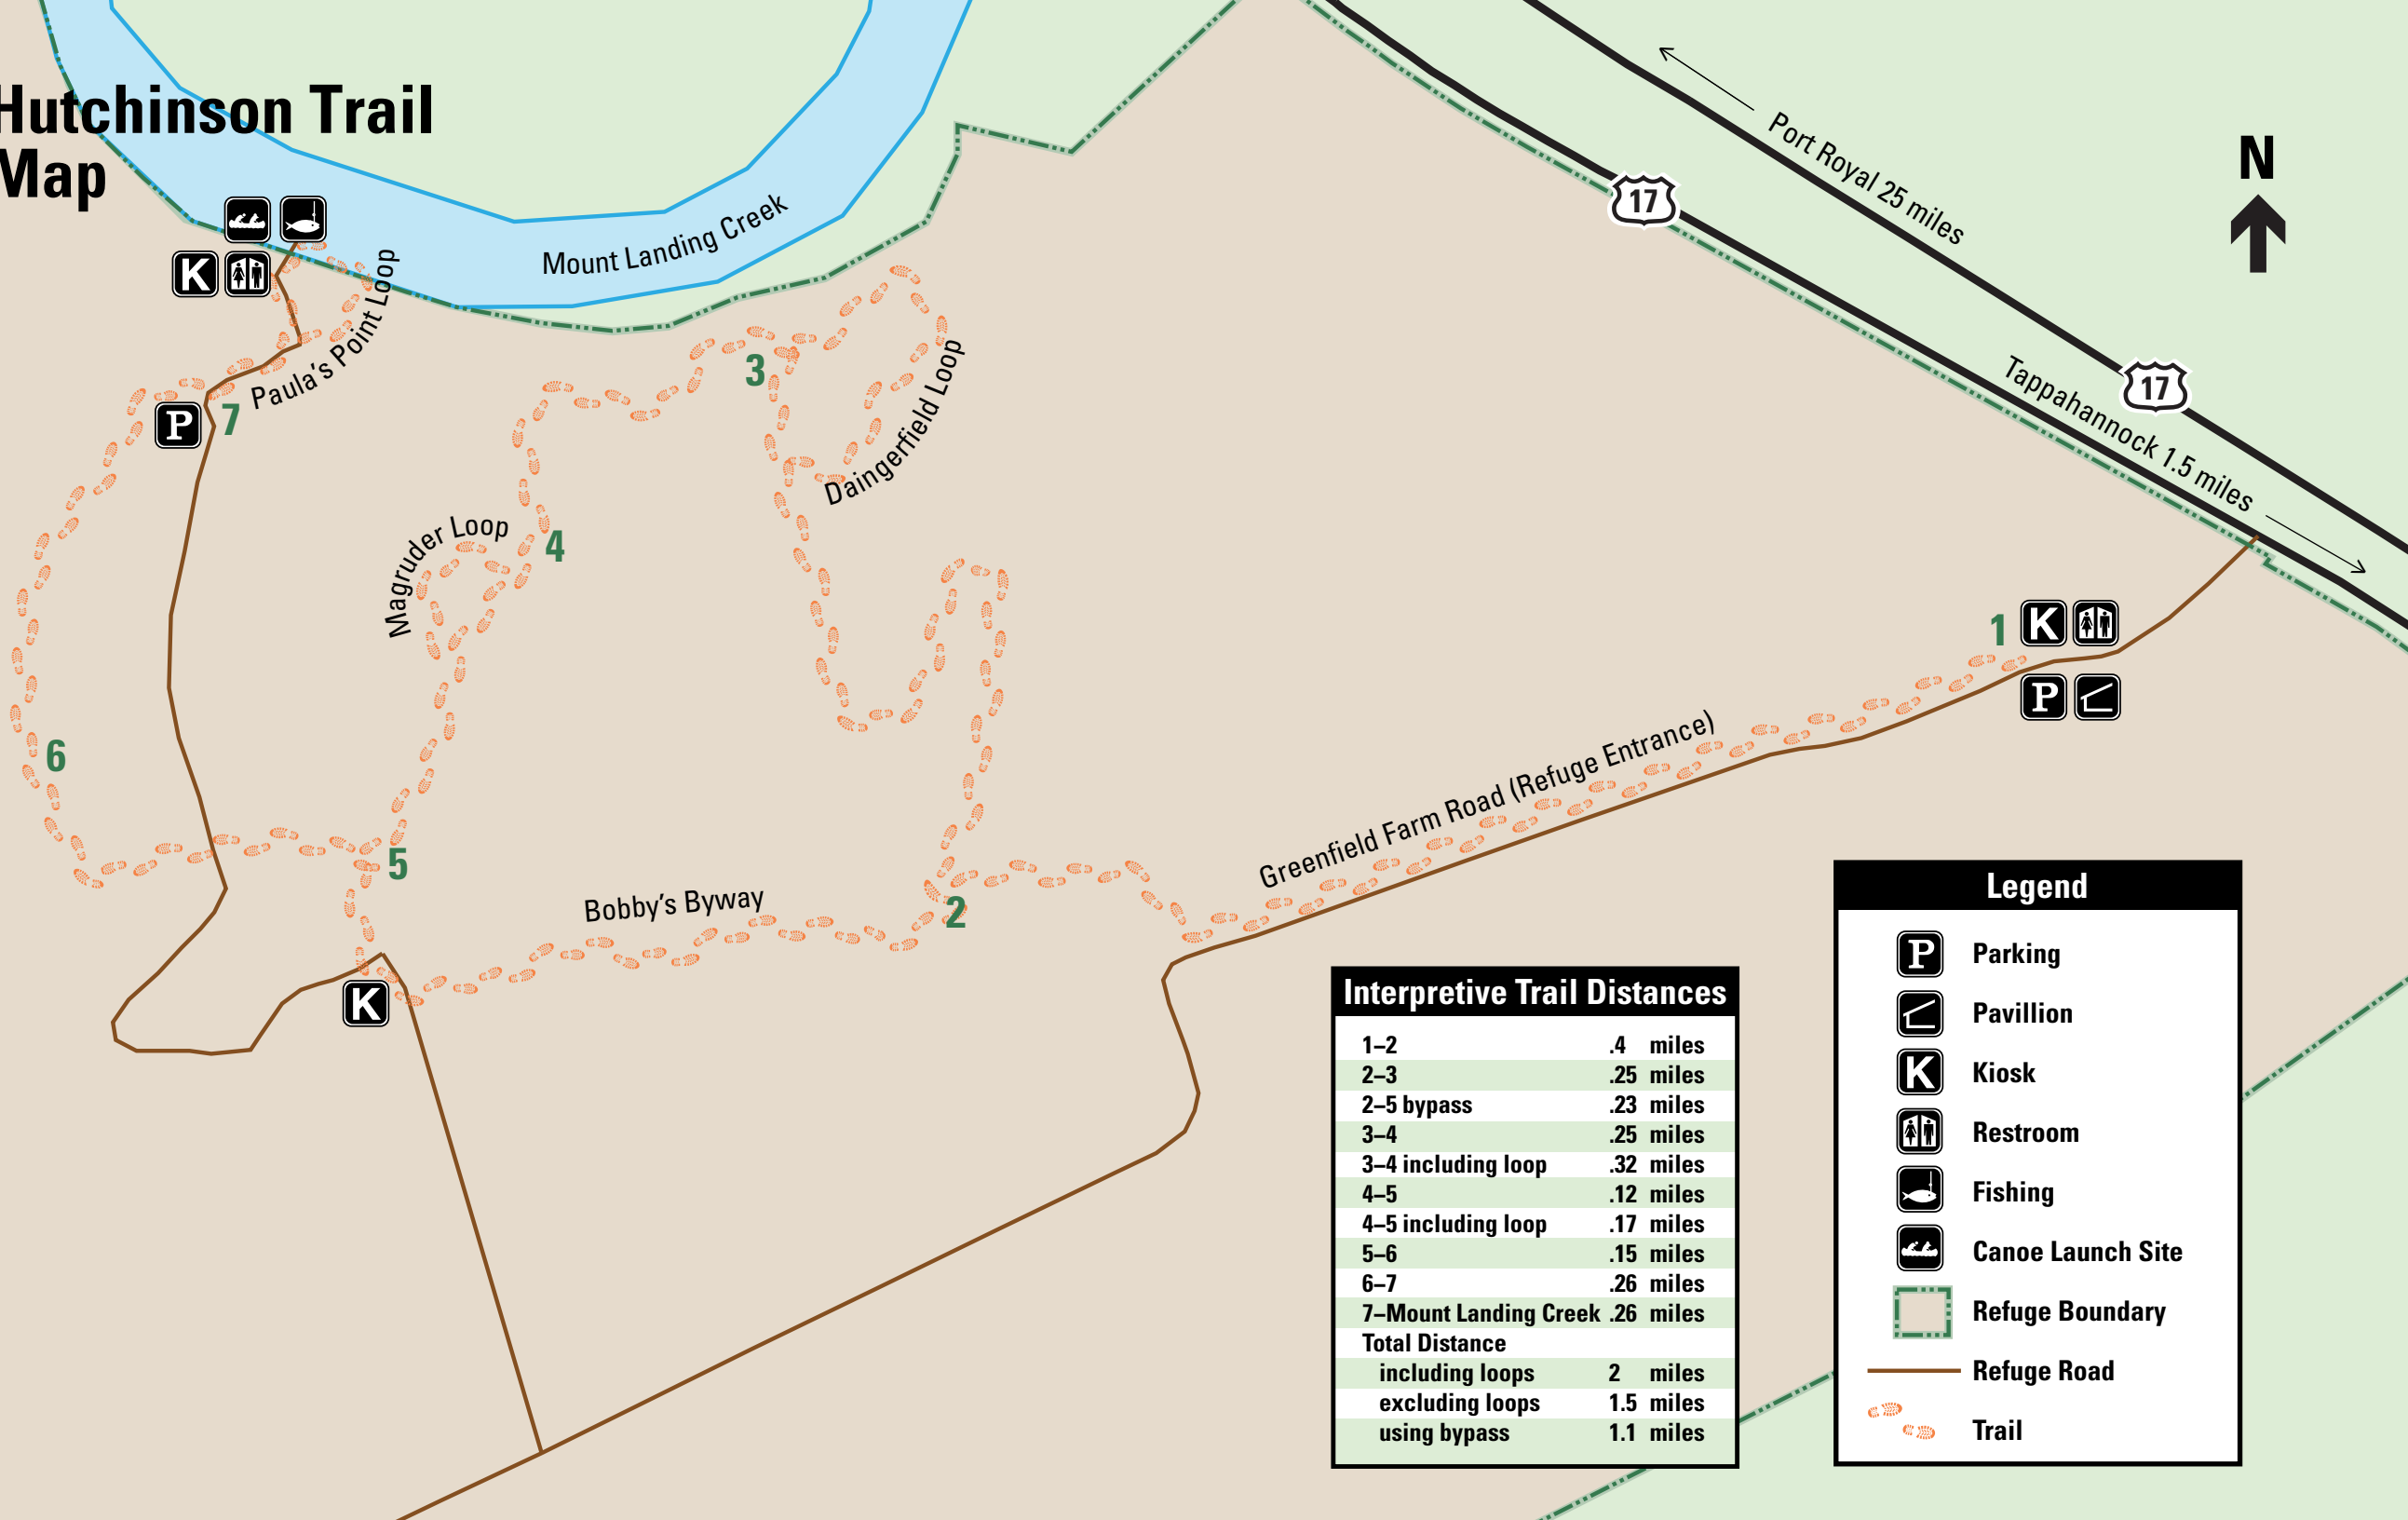 Hutchinson Trail
Map
Mount Landing Creek
Port Royal 25 miles
N
17
17
Tappahannock 1.5 miles
K
Paula's Point Loop
P
7
3
Daingerfield Loop
Magruder Loop
4
1
K
P
6
5
Bobby's Byway
2
Greenfield Farm Road (Refuge Entrance)
K
Interpretive Trail Distances
1–2 .4 miles
2–3 .25 miles
2–5 bypass .23 miles
3–4 .25 miles
3–4 including loop .32 miles
4–5 .12 miles
4–5 including loop .17 miles
5–6 .15 miles
6–7 .26 miles
7–Mount Landing Creek .26 miles
Total Distance
including loops 2 miles
excluding loops 1.5 miles
using bypass 1.1 miles
Legend
P Parking
Pavillion
K Kiosk
Restroom
Fishing
Canoe Launch Site
Refuge Boundary
Refuge Road
Trail